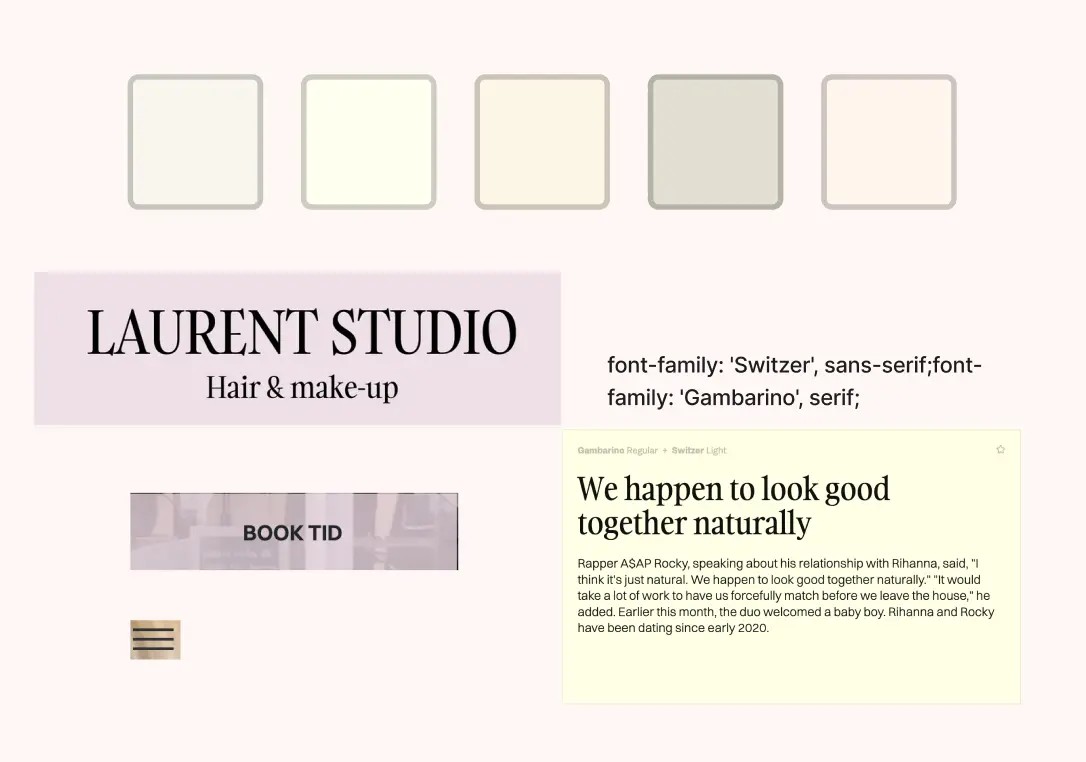 LAURENT STUDIO
Hair & make-up
font-family: 'Switzer', sans-serif;font-
family: 'Gambarino', serif;
Gambarino Regular + Switzer Light
We happen to look good
together naturally
Rapper A$AP Rocky, speaking about his relationship with Rihanna, said, "I
think it's just natural. We happen to look good together naturally." "It would
take a lot of work to have us forcefully match before we leave the house," he
added. Earlier this month, the duo welcomed a baby boy. Rihanna and Rocky
have been dating since early 2020.
BOOK TID